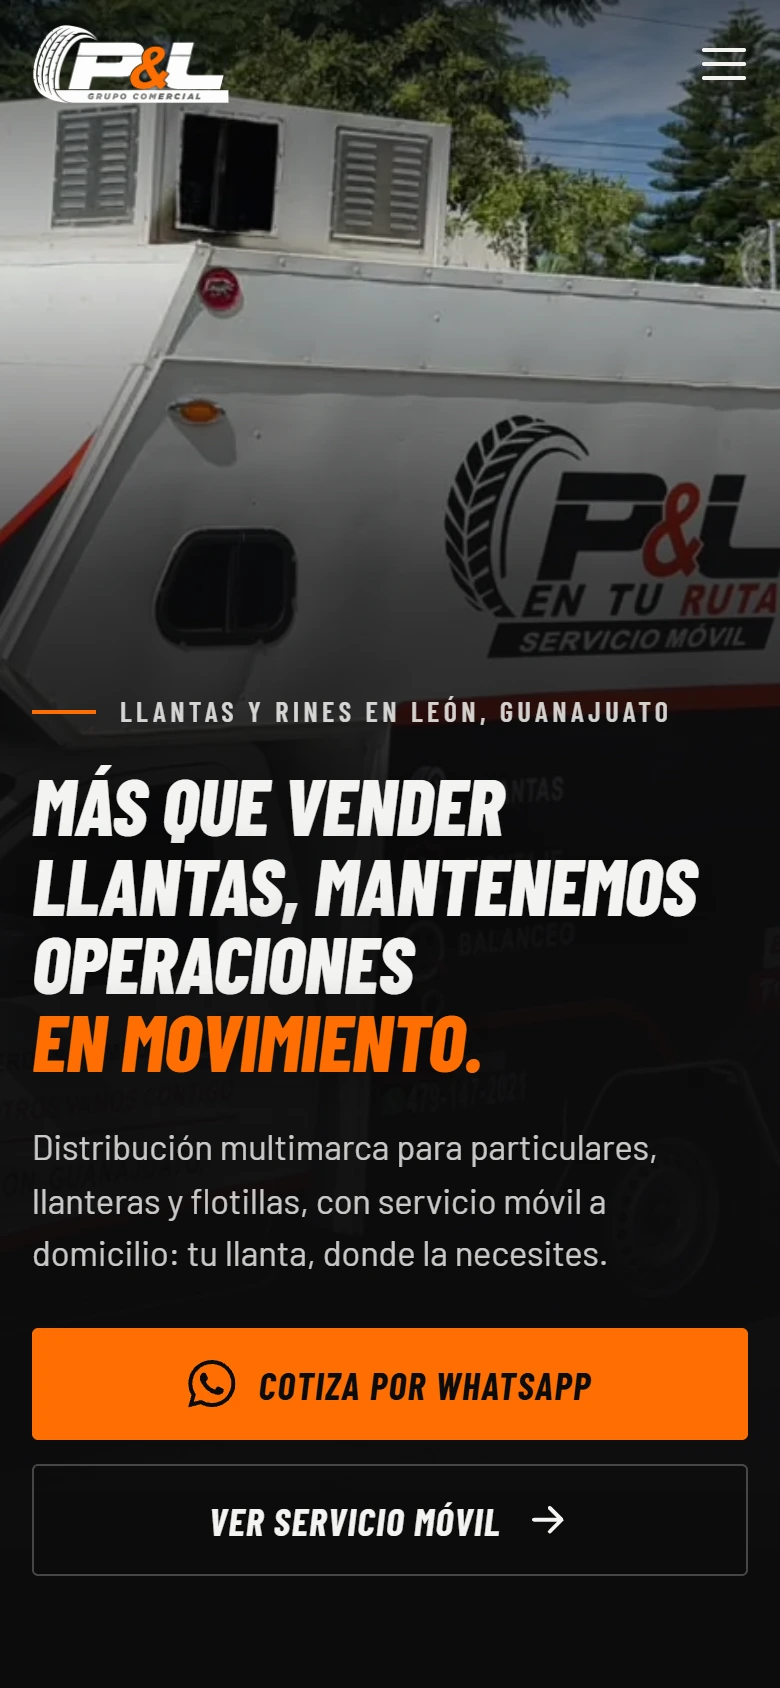 P&L
GRUPO COMERCIAL
P&L
EN TU RUTA
SERVICIO MÓVIL
LLANTAS Y RINES EN LEÓN, GUANAJUATO
MÁS QUE VENDER
LLANTAS, MANTENEMOS
OPERACIONES
EN MOVIMIENTO.
BALANCEO
Distribución multimarca para particulares,
llanteras y flotillas, con servicio móvil a
domicilio: tu llanta, donde la necesites.
COTIZA POR WHATSAPP
VER SERVICIO MÓVIL